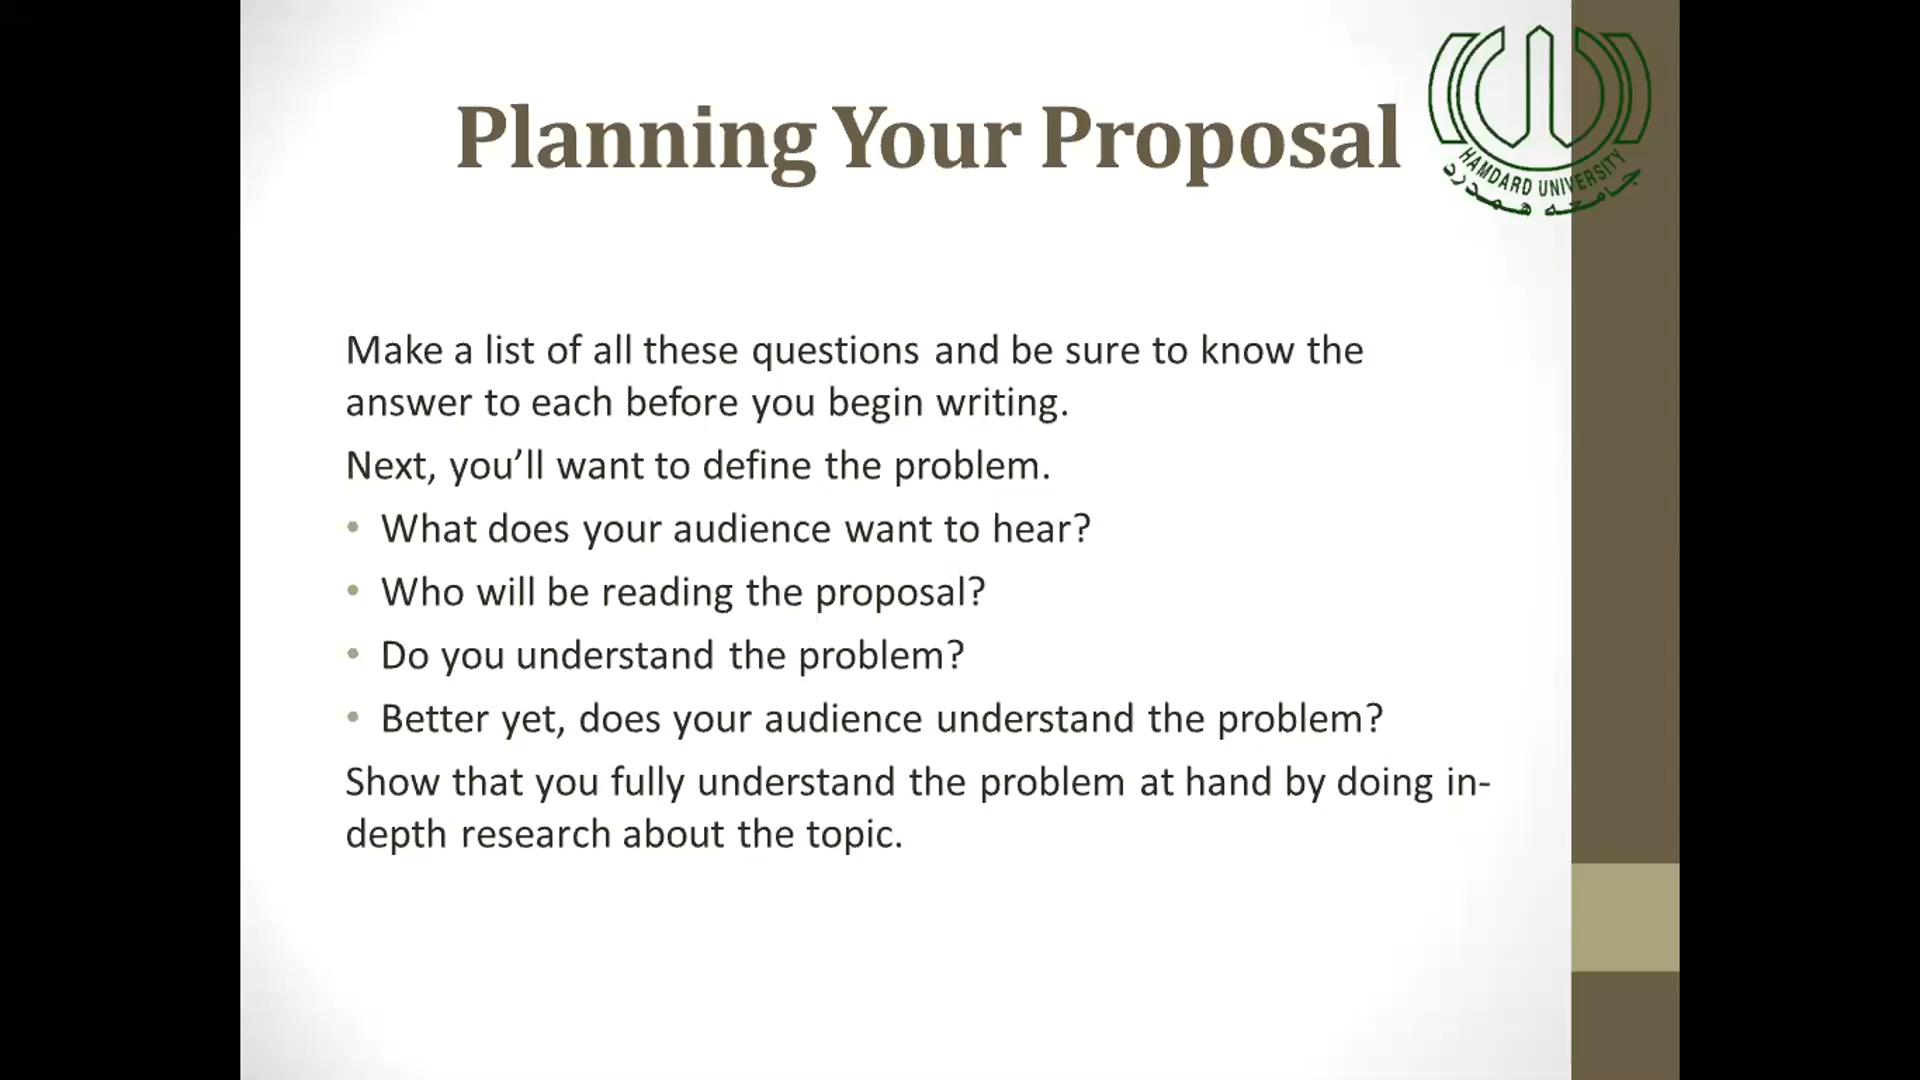 Planning Your Proposal
HAMDARD UNIVERSITY
جامعه همدرد
Make a list of all these questions and be sure to know the
answer to each before you begin writing.
Next, you’ll want to define the problem.
• What does your audience want to hear?
• Who will be reading the proposal?
• Do you understand the problem?
• Better yet, does your audience understand the problem?
Show that you fully understand the problem at hand by doing in-
depth research about the topic.